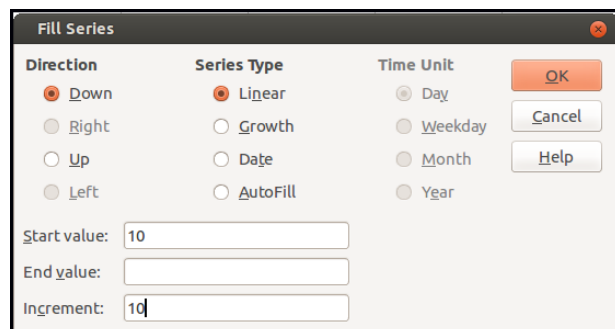 Fill Series
Direction Series Type Time Unit
Down Linear Day OK
Right Growth Weekday Cancel
Up Date Month Help
Left AutoFill Year
Start value: 10
End value:
Increment: 10